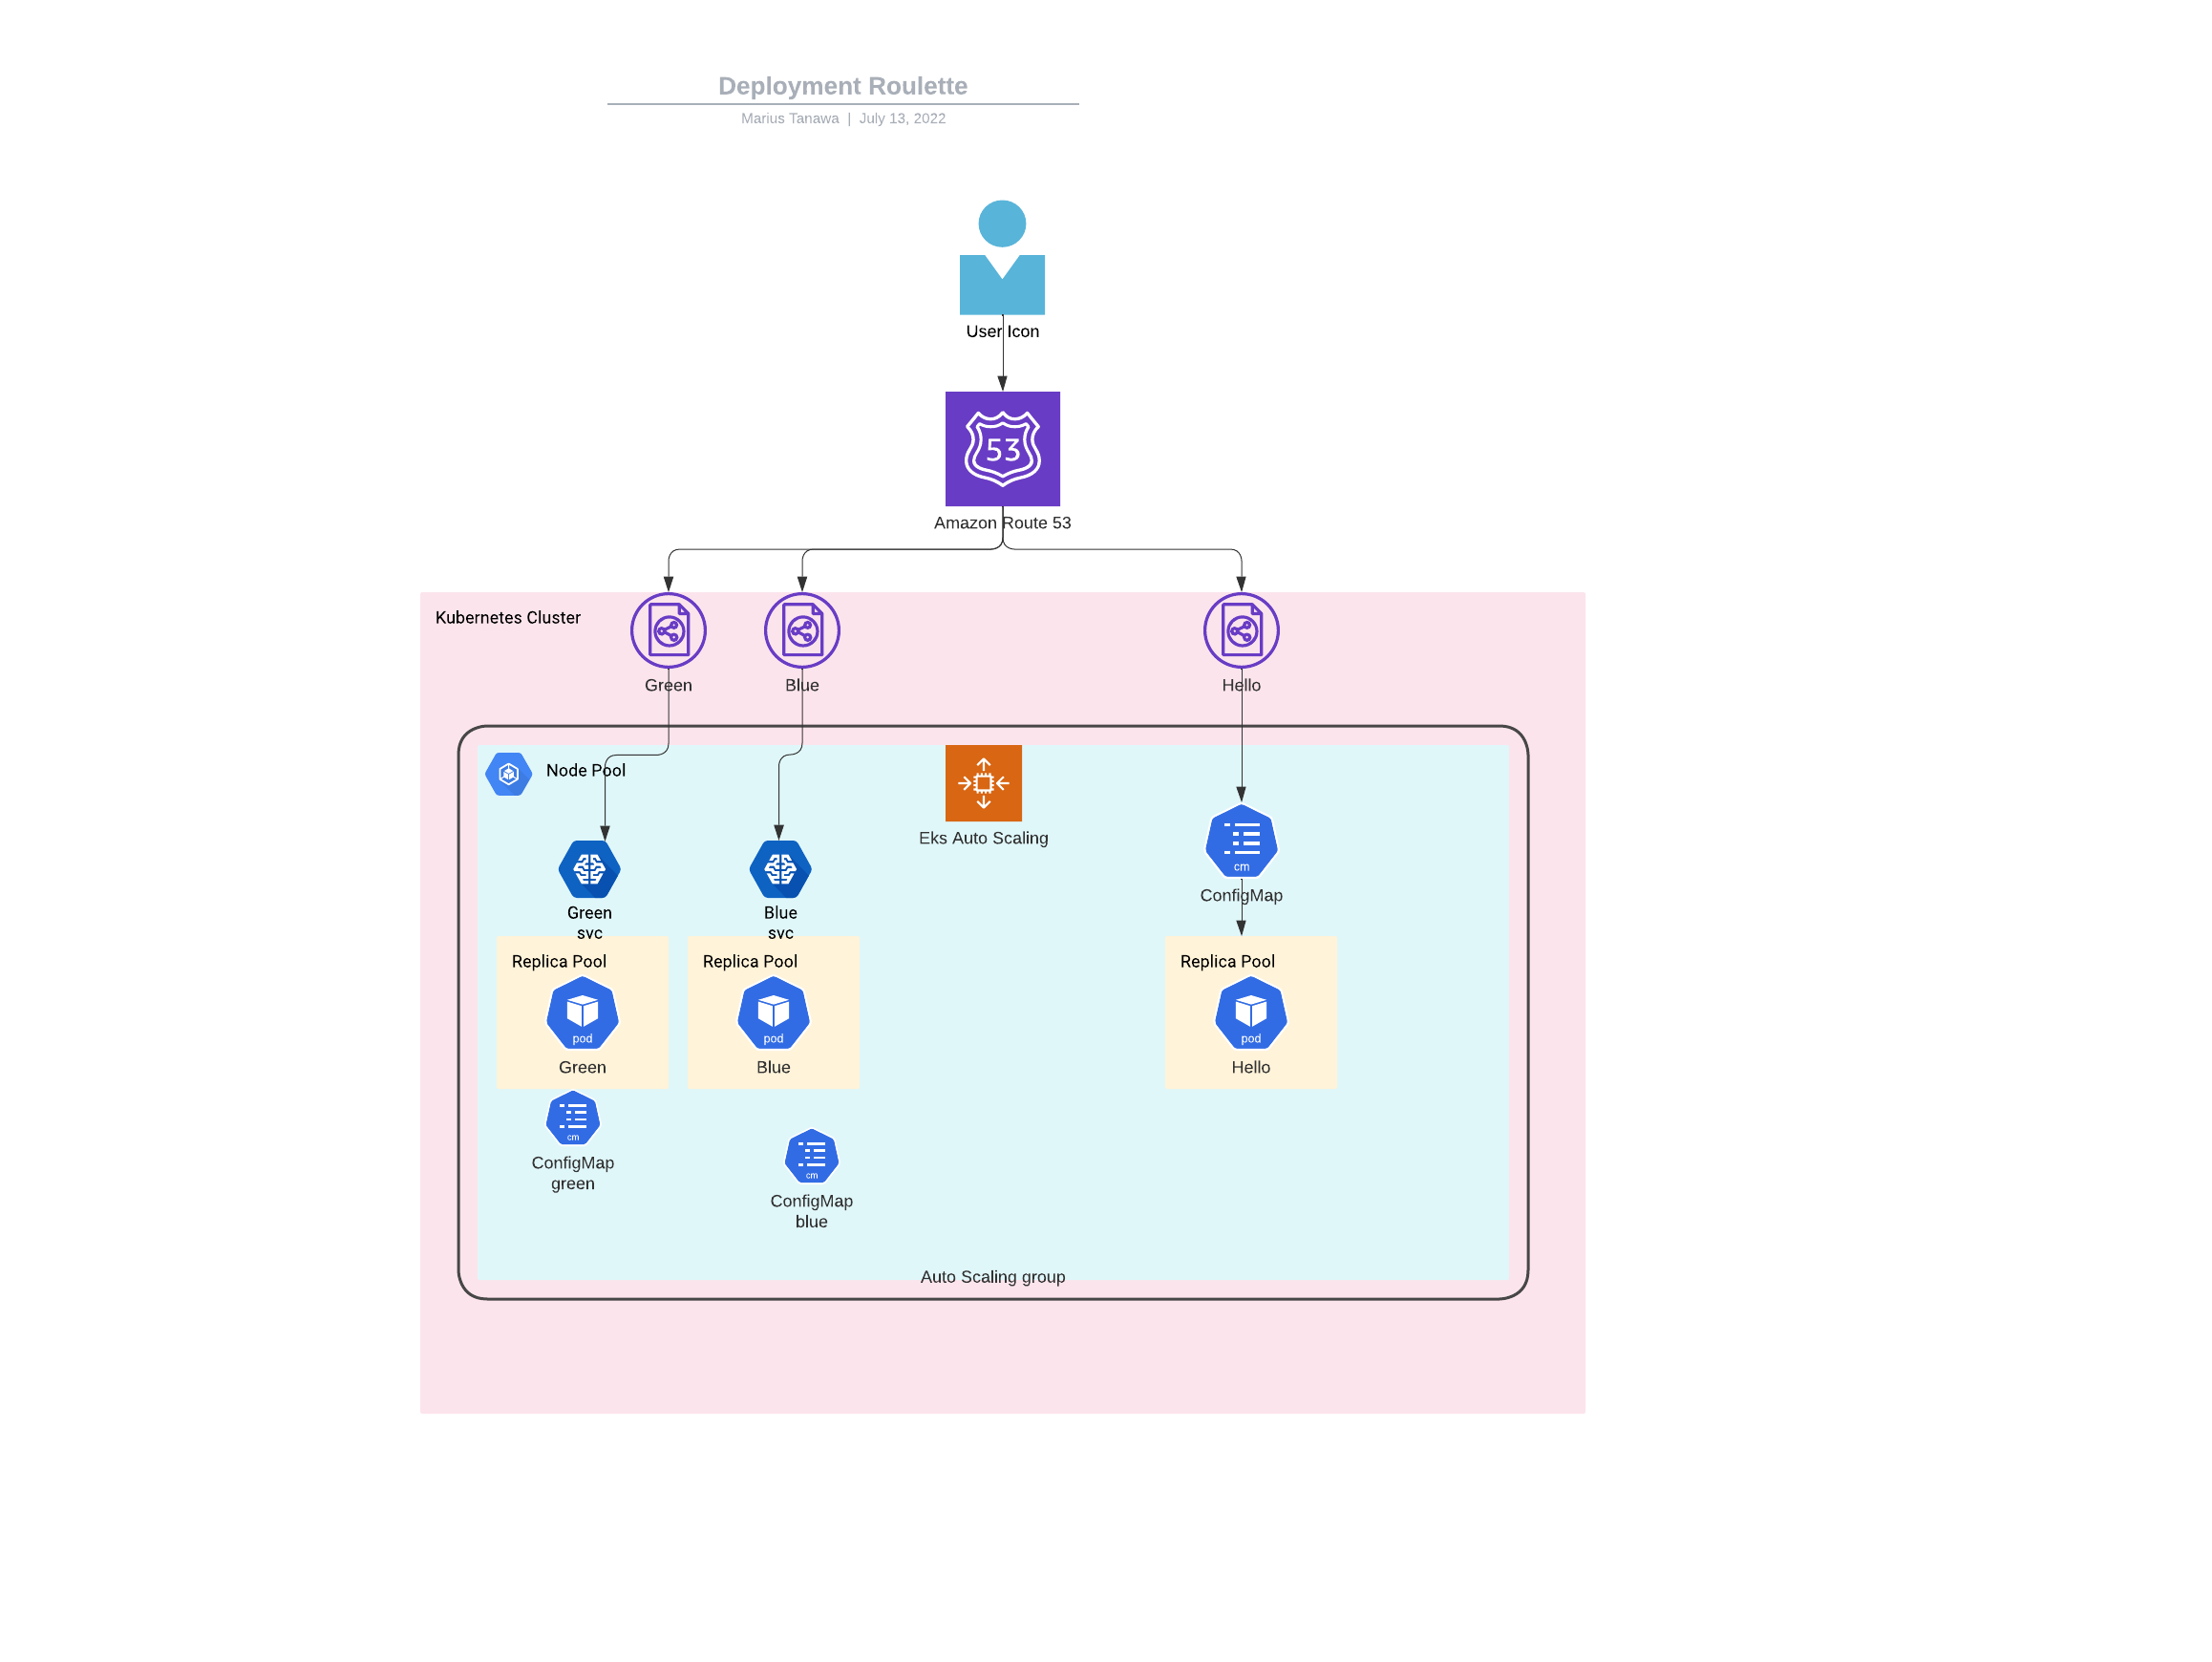 Deployment Roulette
Marius Tanawa | July 13, 2022
User Icon
53
Amazon Route 53
Kubernetes Cluster
Green
Blue
Hello
Node Pool
Eks Auto Scaling
cm
ConfigMap
Green
svc
Blue
svc
Replica Pool
pod
Green
Replica Pool
pod
Blue
Replica Pool
pod
Hello
cm
ConfigMap
green
cm
ConfigMap
blue
Auto Scaling group